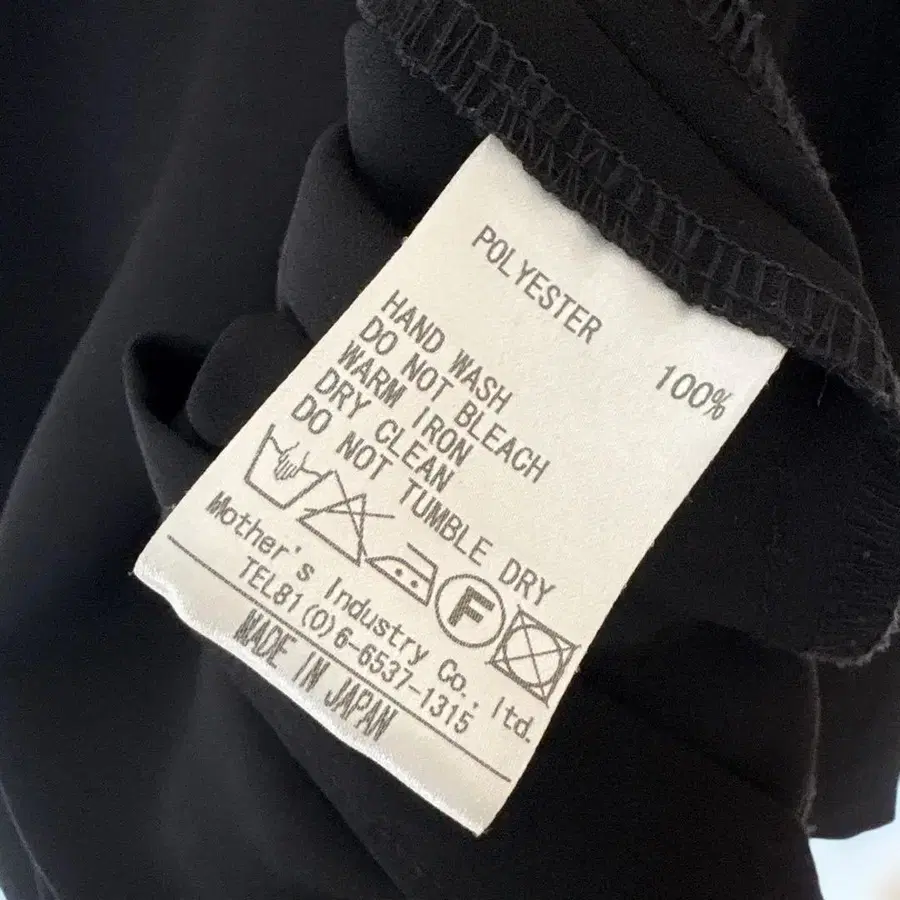 POLYESTER 100%
HAND WASH
DO NOT BLEACH
WARM IRON
DRY CLEAN
DO NOT TUMBLE DRY
F
Mother's Industry Co., ltd.
TEL81(0)6-6537-1315
MADE IN JAPAN